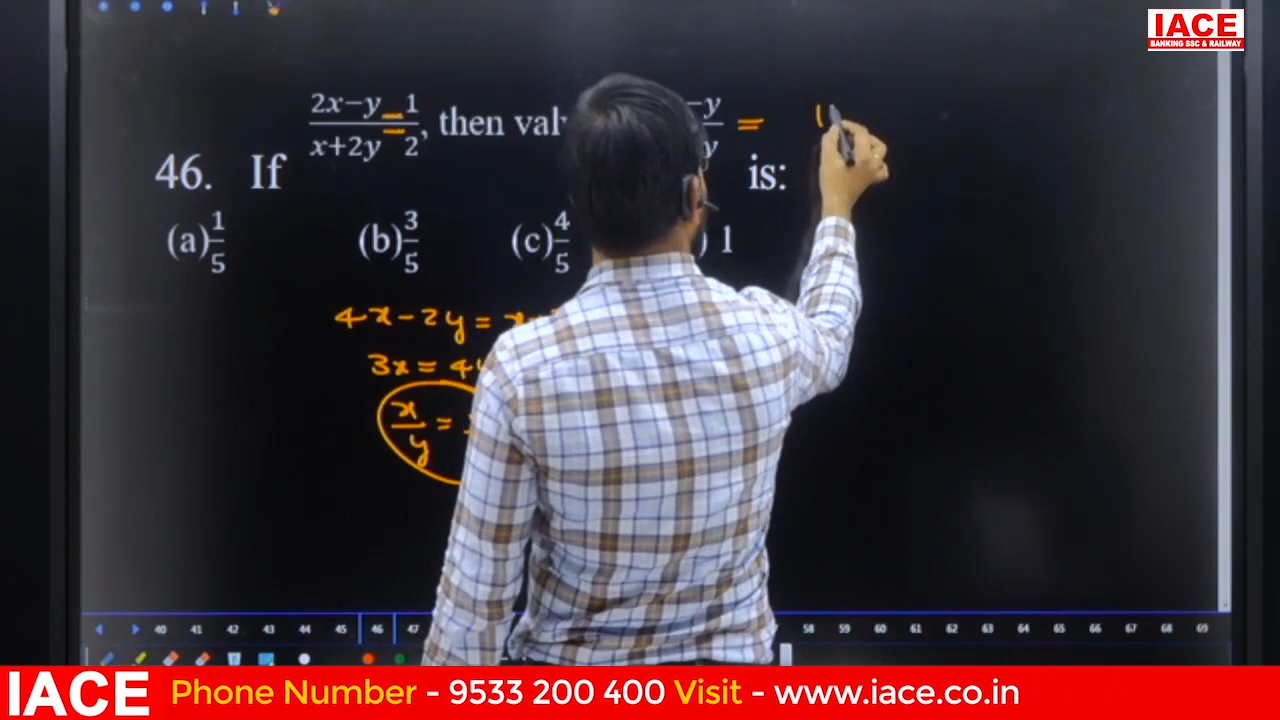 IACE
BANKING SSC & RAILWAY
46. If (2x−y)/(x+2y) = 1/2, then −y/y = is:
(a) 1/5 (b) 3/5 (c) 4/5 ) 1
4x − 2y =
3x =
x/y =
40 41 42 43 44 45 46 47 58 59 60 61 62 63 64 65 66 67 68 69
IACE Phone Number - 9533 200 400 Visit - www.iace.co.in